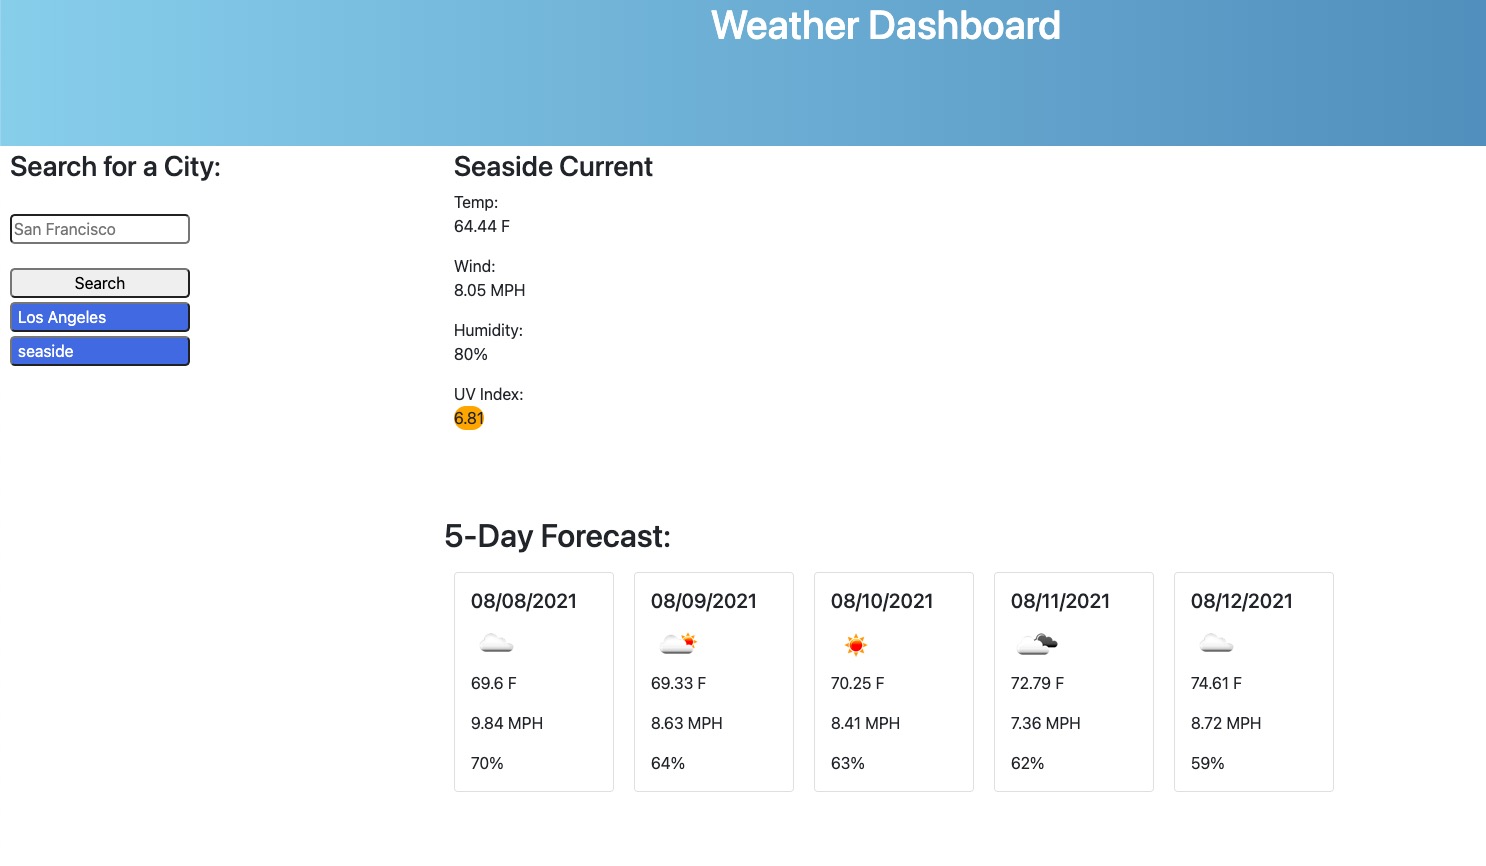 Weather Dashboard
Search for a City:
San Francisco
Search
Los Angeles
seaside
Seaside Current
Temp:
64.44 F
Wind:
8.05 MPH
Humidity:
80%
UV Index:
6.81
5-Day Forecast:
08/08/2021
69.6 F
9.84 MPH
70%
08/09/2021
69.33 F
8.63 MPH
64%
08/10/2021
70.25 F
8.41 MPH
63%
08/11/2021
72.79 F
7.36 MPH
62%
08/12/2021
74.61 F
8.72 MPH
59%